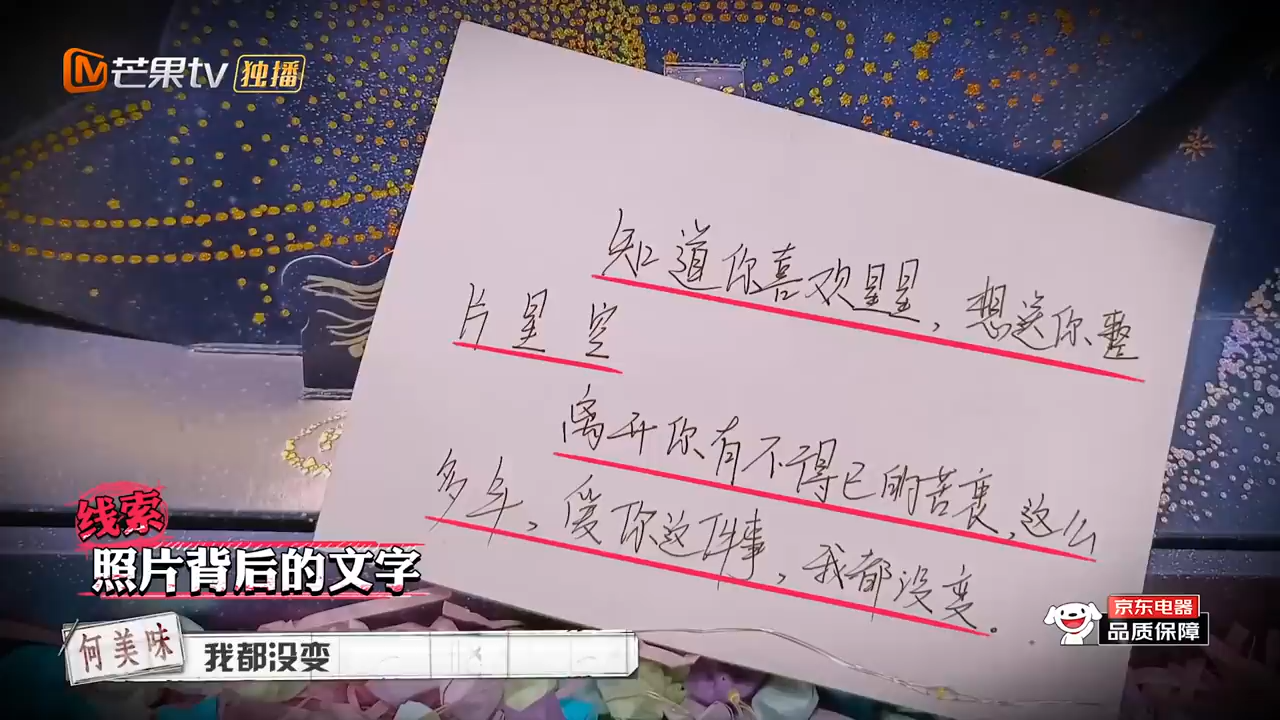 芒果tv 独播
知道你喜欢星星，想送你整
片星空
离开你有不得已的苦衷，这么
多年，爱你这件事，我都没变。
线索
照片背后的文字
何美味 我都没变
京东电器
品质保障